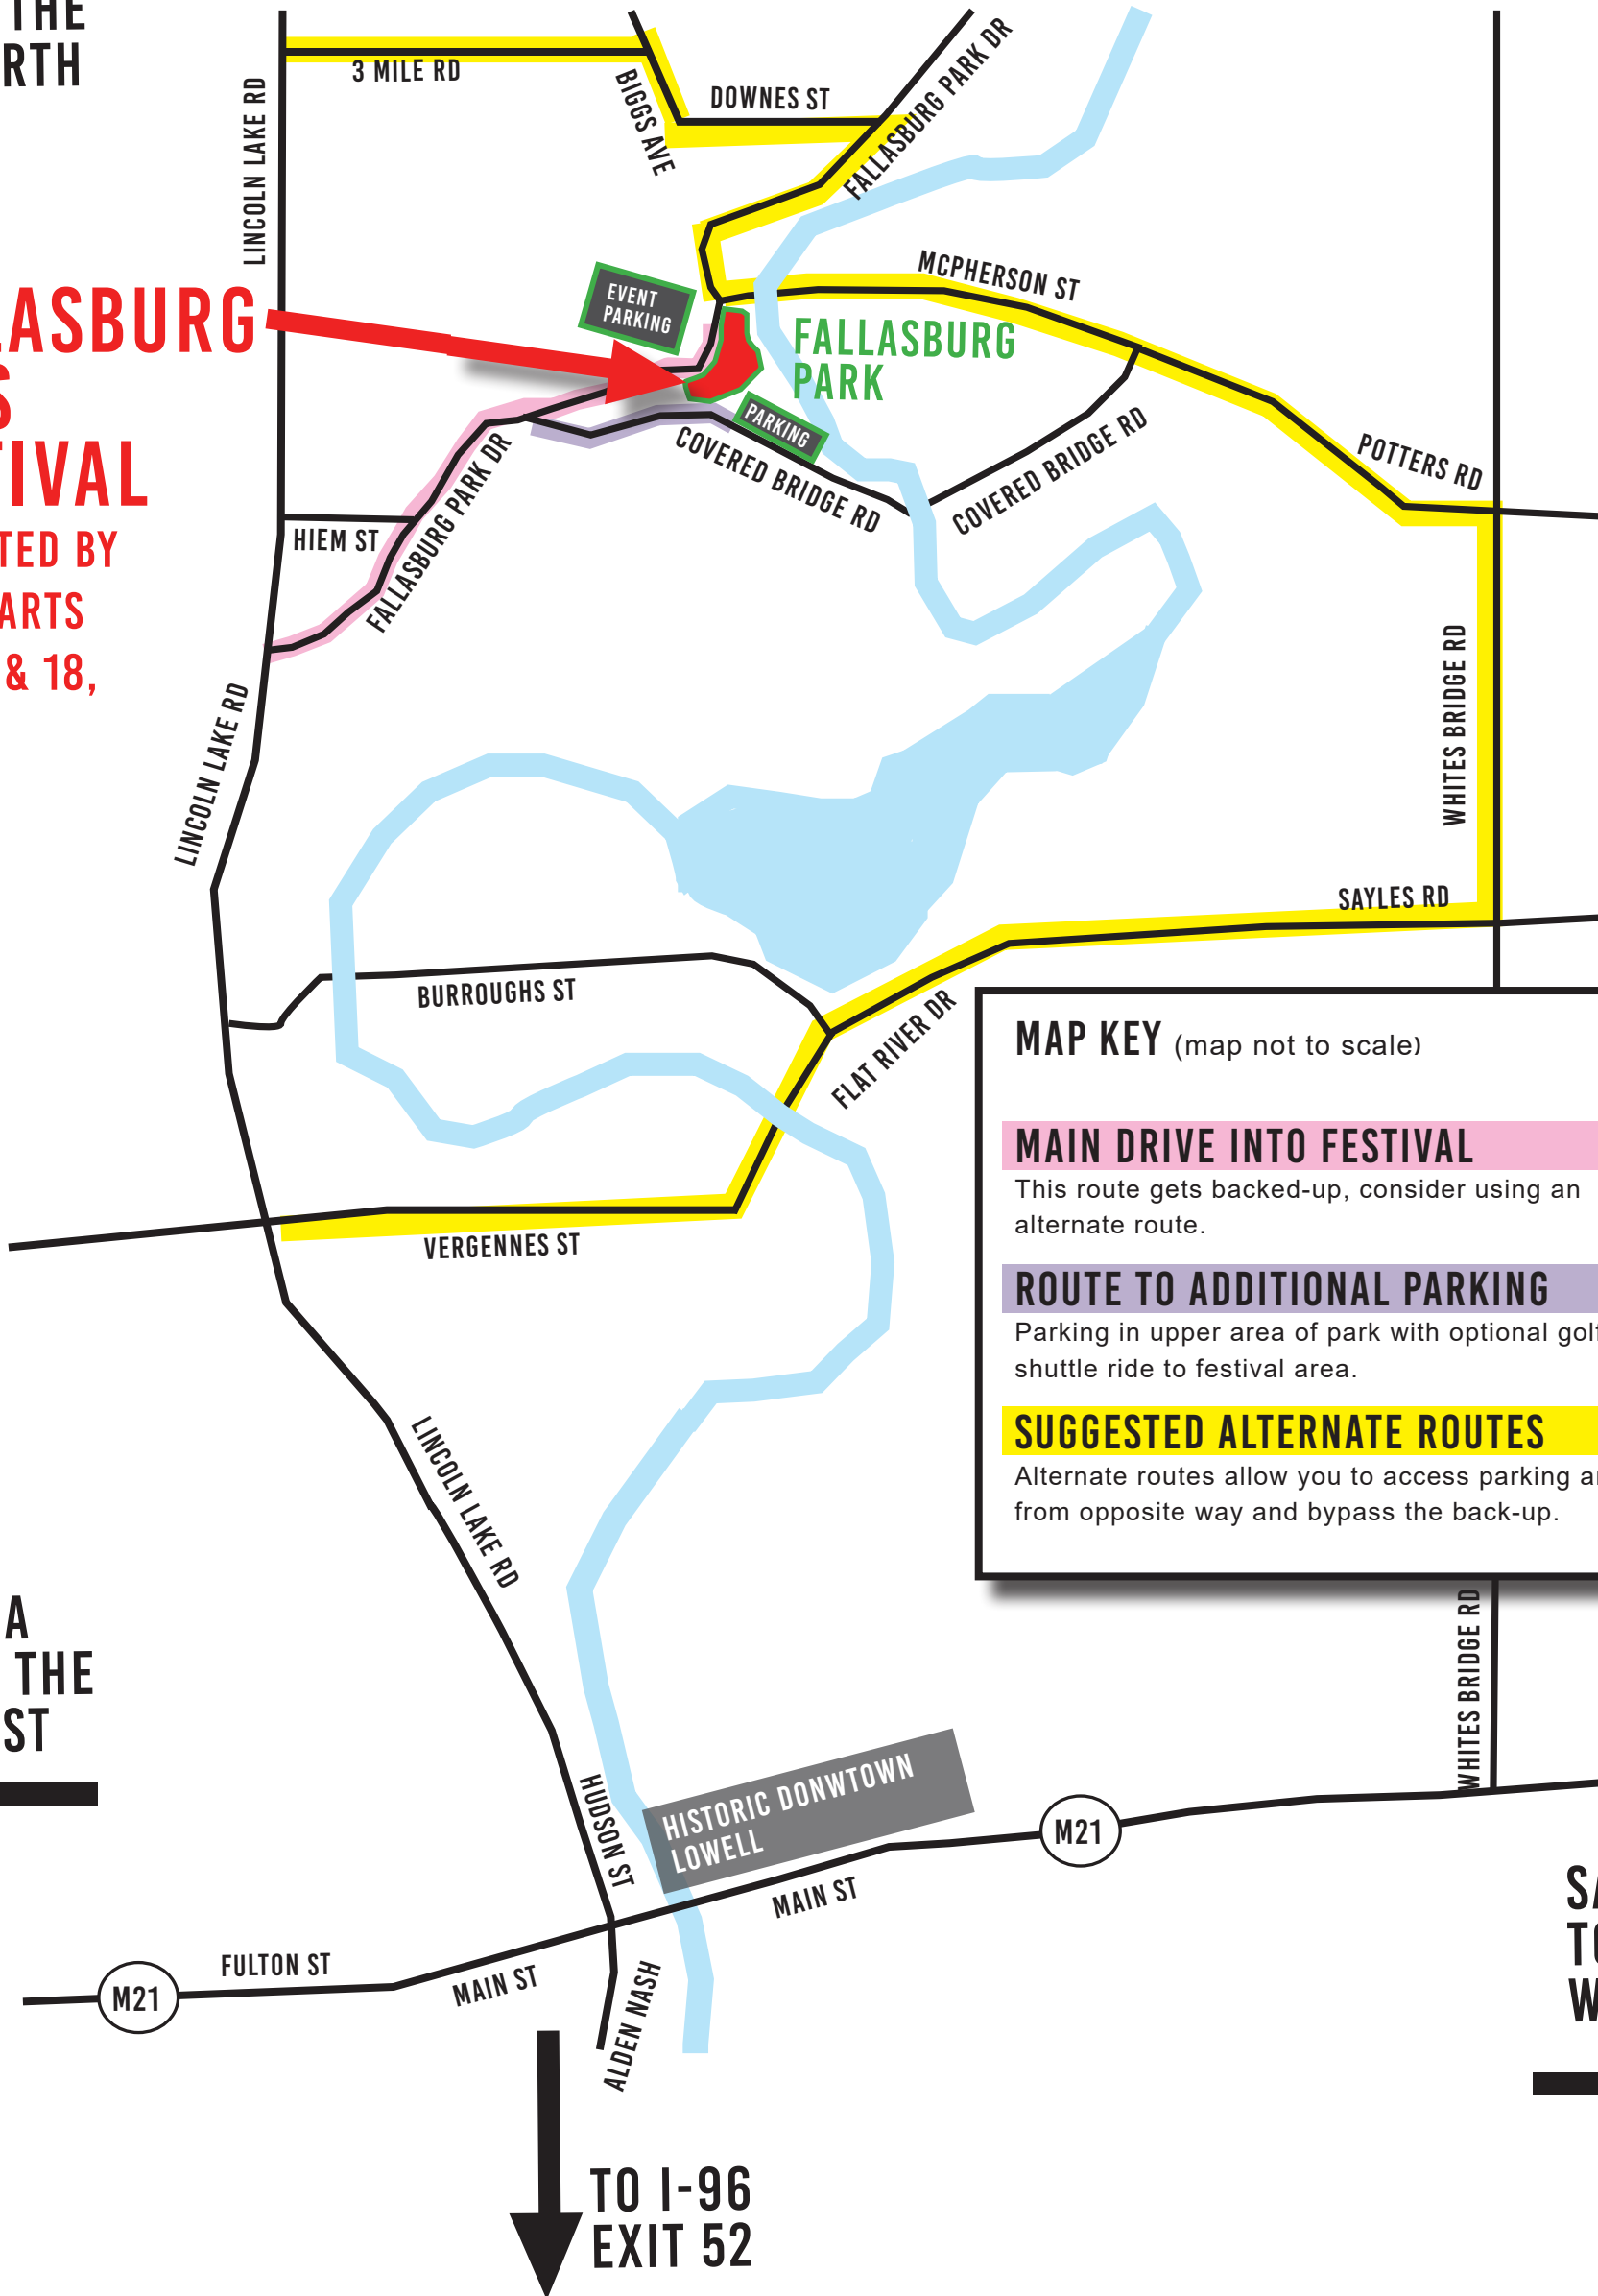 THE
RTH
3 MILE RD
LINCOLN LAKE RD
BIGGS AVE
DOWNES ST
FALLASBURG PARK DR
EVENT
PARKING
MCPHERSON ST
LASBURG
S
TIVAL
TED BY
ARTS
& 18,
FALLASBURG
PARK
PARKING
COVERED BRIDGE RD
COVERED BRIDGE RD
POTTERS RD
HIEM ST
FALLASBURG PARK DR
LINCOLN LAKE RD
WHITES BRIDGE RD
SAYLES RD
BURROUGHS ST
FLAT RIVER DR
VERGENNES ST
MAP KEY (map not to scale)
MAIN DRIVE INTO FESTIVAL
This route gets backed-up, consider using an
alternate route.
ROUTE TO ADDITIONAL PARKING
Parking in upper area of park with optional golf
shuttle ride to festival area.
SUGGESTED ALTERNATE ROUTES
Alternate routes allow you to access parking a
from opposite way and bypass the back-up.
LINCOLN LAKE RD
A
THE
ST
WHITES BRIDGE RD
HUDSON ST
HISTORIC DONWTOWN
LOWELL
M21
MAIN ST
FULTON ST
M21
MAIN ST
ALDEN NASH
SA
TO
W
TO I-96
EXIT 52